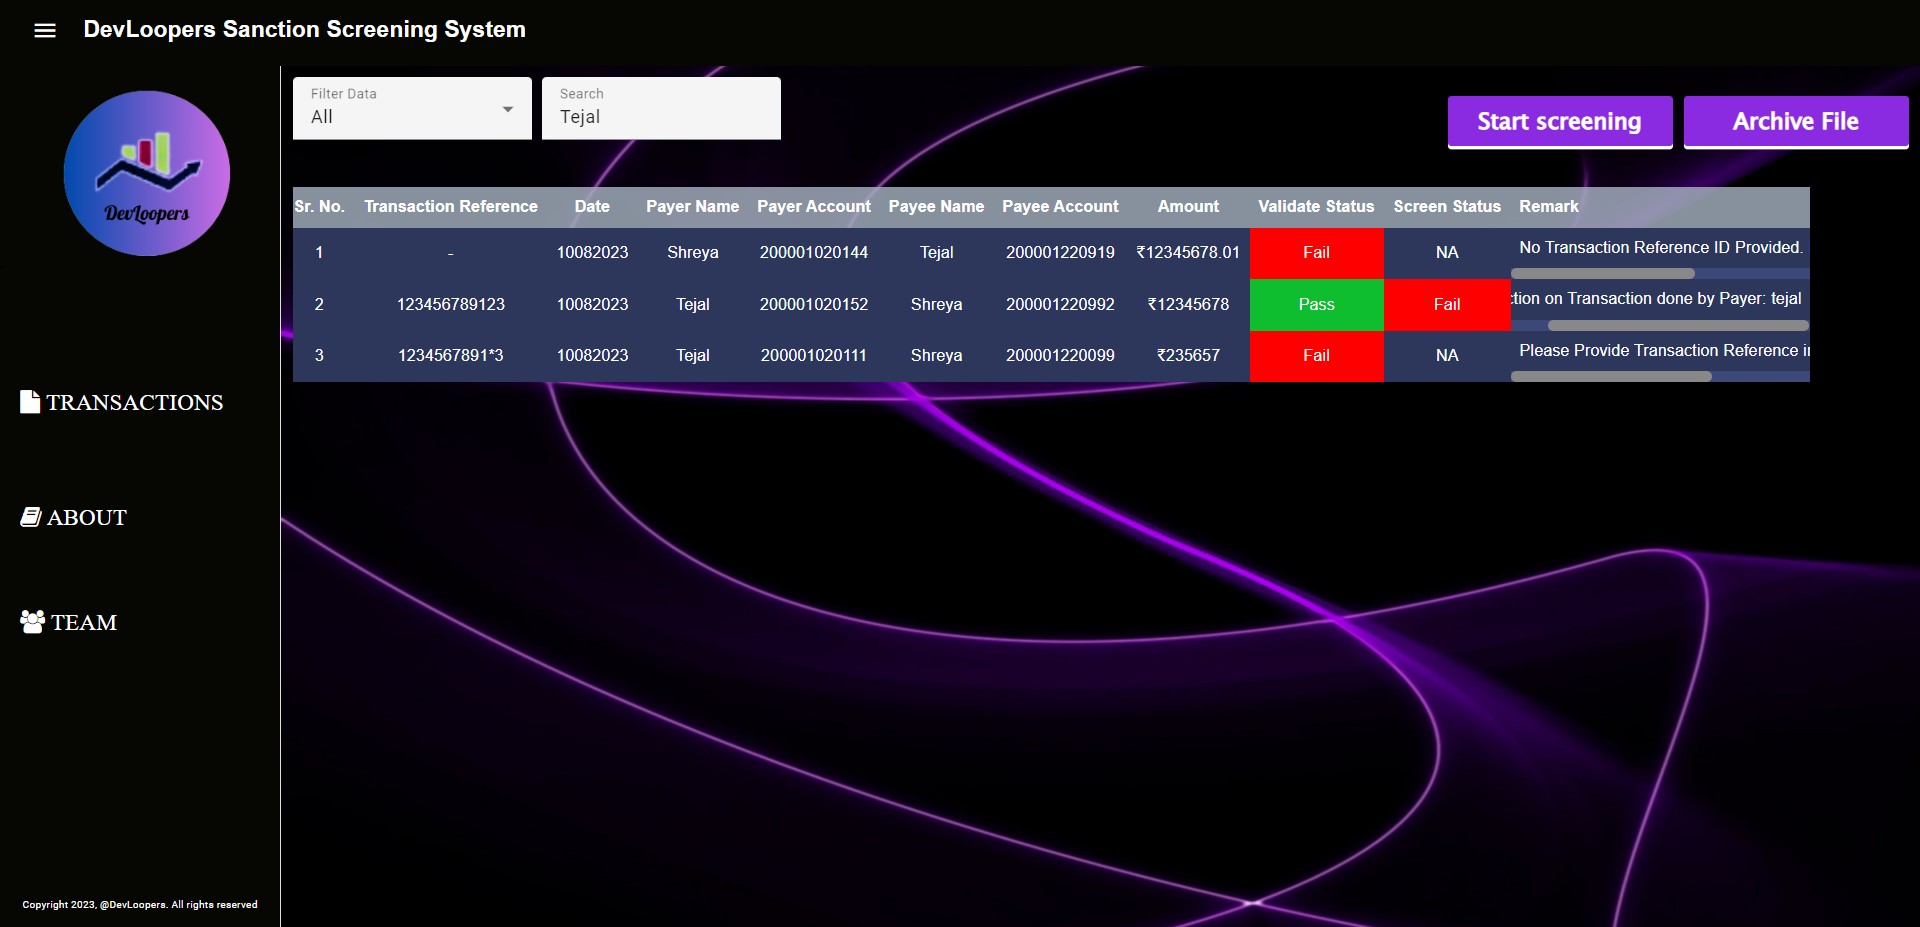 DevLoopers Sanction Screening System
DevLoopers
TRANSACTIONS
ABOUT
TEAM
Copyright 2023, @DevLoopers. All rights reserved
Filter Data
All
Search
Tejal
Start screening
Archive File
Sr. No. Transaction Reference Date Payer Name Payer Account Payee Name Payee Account Amount Validate Status Screen Status Remark
1 - 10082023 Shreya 200001020144 Tejal 200001220919 ₹12345678.01 Fail NA No Transaction Reference ID Provided.
2 123456789123 10082023 Tejal 200001020152 Shreya 200001220992 ₹12345678 Pass Fail on Transaction done by Payer: tejal
3 1234567891*3 10082023 Tejal 200001020111 Shreya 200001220099 ₹235657 Fail NA Please Provide Transaction Reference